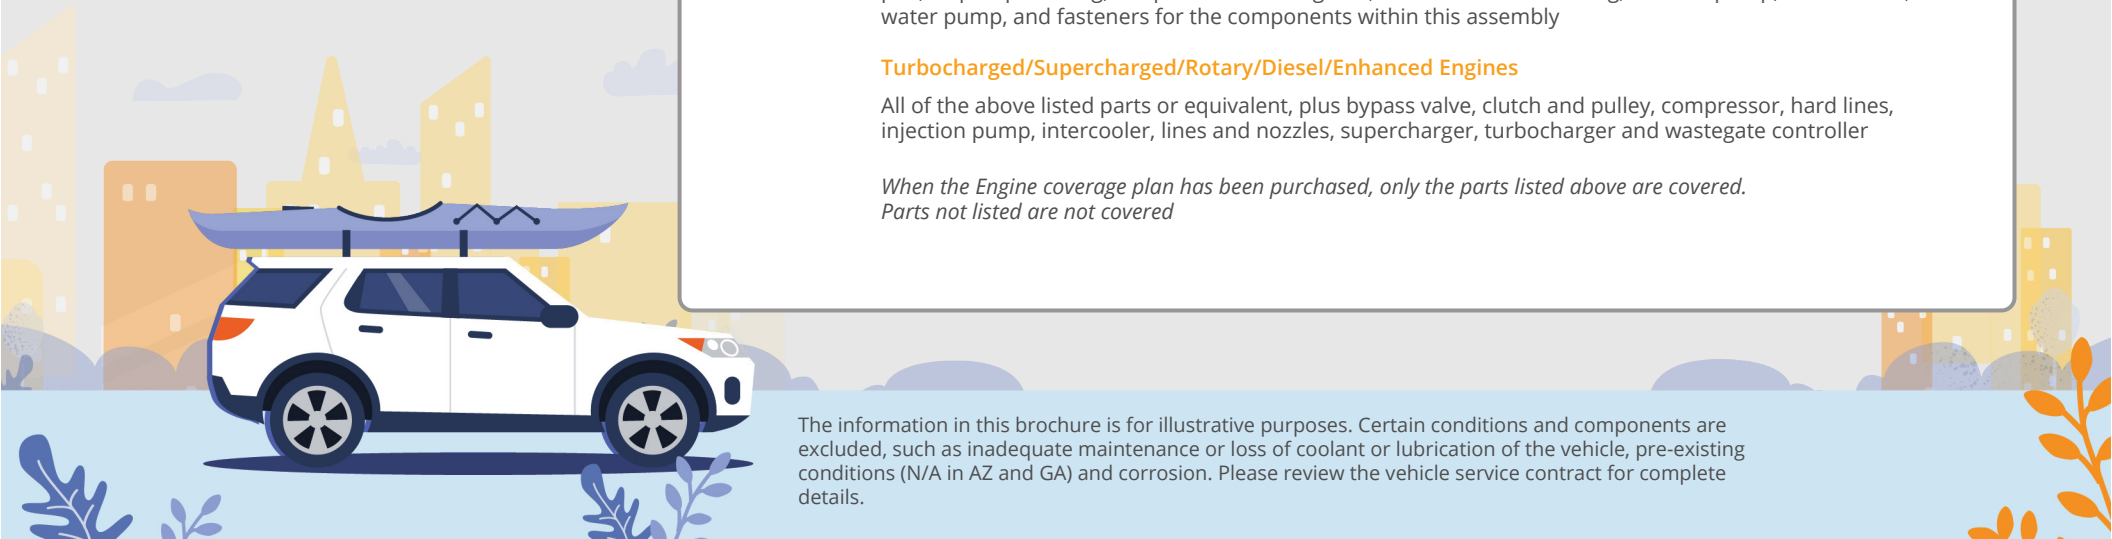 water pump, and fasteners for the components within this assembly
Turbocharged/Supercharged/Rotary/Diesel/Enhanced Engines
All of the above listed parts or equivalent, plus bypass valve, clutch and pulley, compressor, hard lines,
injection pump, intercooler, lines and nozzles, supercharger, turbocharger and wastegate controller
When the Engine coverage plan has been purchased, only the parts listed above are covered.
Parts not listed are not covered
The information in this brochure is for illustrative purposes. Certain conditions and components are
excluded, such as inadequate maintenance or loss of coolant or lubrication of the vehicle, pre-existing
conditions (N/A in AZ and GA) and corrosion. Please review the vehicle service contract for complete
details.